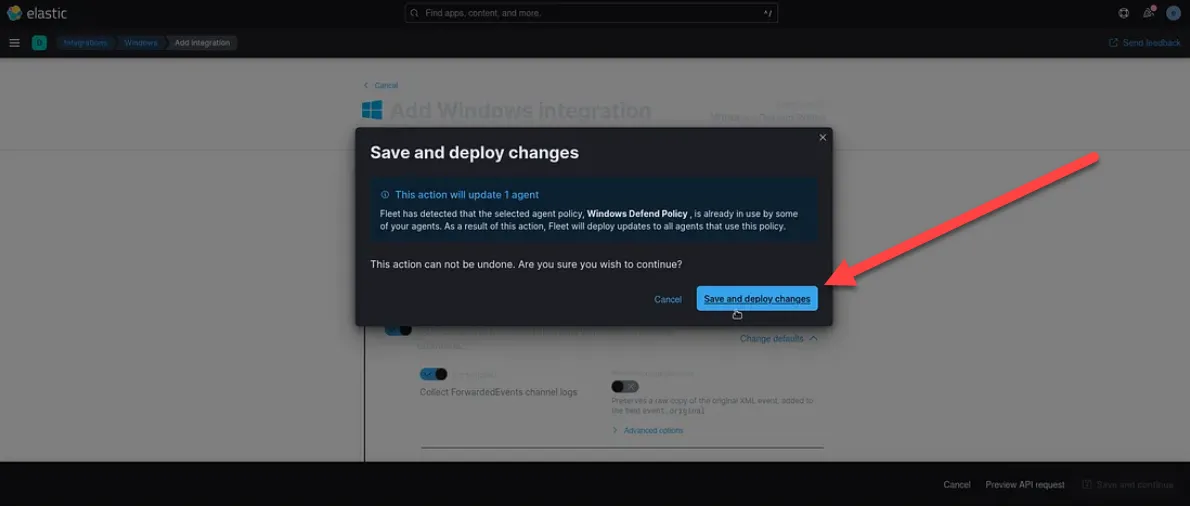 elastic
Find apps, content, and more.
^/
D
Integrations
Windows
Add integration
Send feedback
e
Cancel
Add Windows integration
Save and deploy changes
This action will update 1 agent
Fleet has detected that the selected agent policy, Windows Defend Policy , is already in use by some
of your agents. As a result of this action, Fleet will deploy updates to all agents that use this policy.
This action can not be undone. Are you sure you wish to continue?
Cancel
Save and deploy changes
Change defaults
Collect ForwardedEvents channel logs
Preserves a raw copy of the original XML event, added to
the field event.original
Advanced options
Cancel
Preview API request
Save and continue